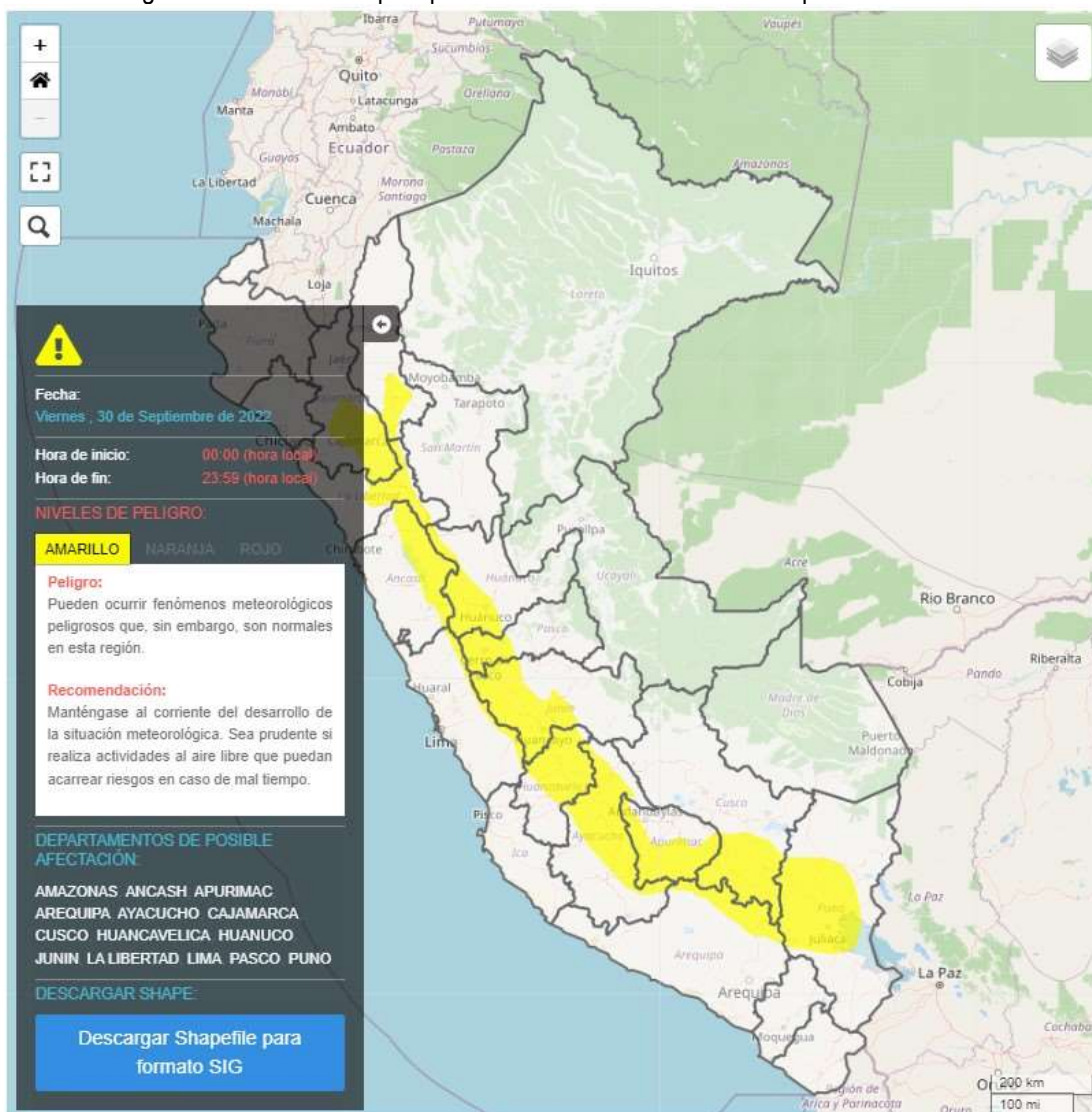 Ibarra
Putumayo
Vaupés
+
Sucumbíos
Quito
Manabí
Latacunga
Orellana
Manta
Ambato
Ecuador
Pastaza
Amazonas
Guayas
La Libertad
Morona
Santiago
Cuenca
Machala
Iquitos
Loja
Loreto
Fecha:
Viernes , 30 de Septiembre de 2022
Hora de inicio: 00:00 (hora local)
Hora de fin: 23:59 (hora local)
NIVELES DE PELIGRO:
AMARILLO NARANJA ROJO
Peligro:
Pueden ocurrir fenómenos meteorológicos
peligrosos que, sin embargo, son normales
en esta región.
Recomendación:
Manténgase al corriente del desarrollo de
la situación meteorológica. Sea prudente si
realiza actividades al aire libre que puedan
acarrear riesgos en caso de mal tiempo.
DEPARTAMENTOS DE POSIBLE
AFECTACIÓN:
AMAZONAS ANCASH APURIMAC
AREQUIPA AYACUCHO CAJAMARCA
CUSCO HUANCAVELICA HUANUCO
JUNIN LA LIBERTAD LIMA PASCO PUNO
DESCARGAR SHAPE:
Descargar Shapefile para
formato SIG
Moyobamba
Tarapoto
San Martín
Cajamarca
La Libertad
Pucallpa
Ancash
Huánuco
Ucayali
Acre
Huánuco
Rio Branco
Pasco
Riberalta
Pando
Cobija
Huaral
Junín
Madre de
Dios
Puerto
Maldonado
Lima
Pisco
Cusco
Andahuaylas
Ayacucho
Apurímac
Ica
La Paz
Puno
Juliaca
Arequipa
La Paz
Arequipa
Moquegua
Región de
Arica y Parinacota
Oruro
200 km
100 mi